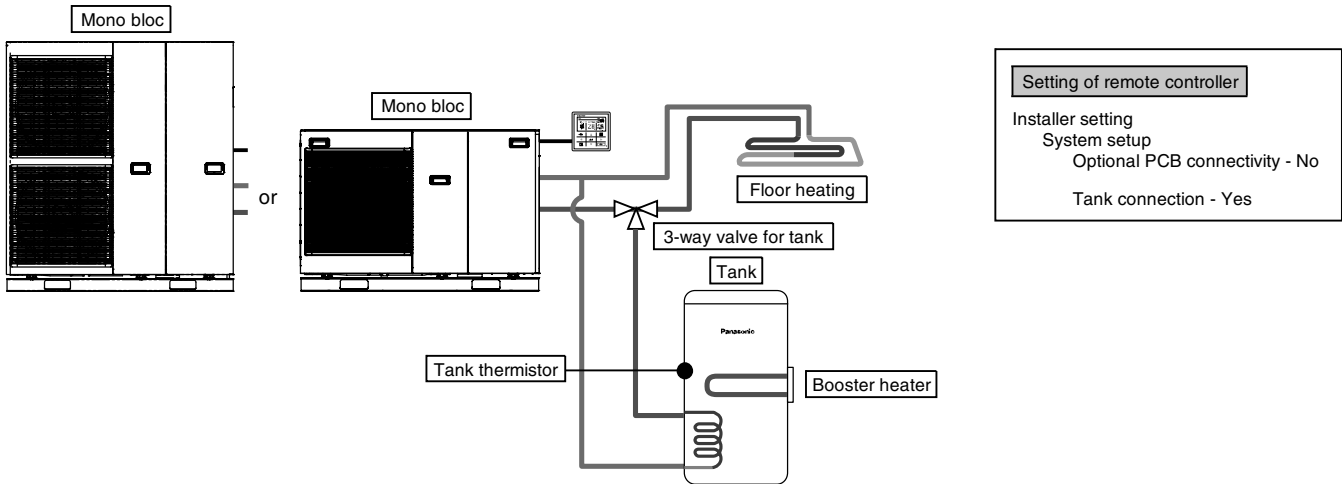 Mono bloc
or
Mono bloc
Floor heating
3-way valve for tank
Tank
Panasonic
Tank thermistor
Booster heater
Setting of remote controller
Installer setting
System setup
Optional PCB connectivity - No
Tank connection - Yes